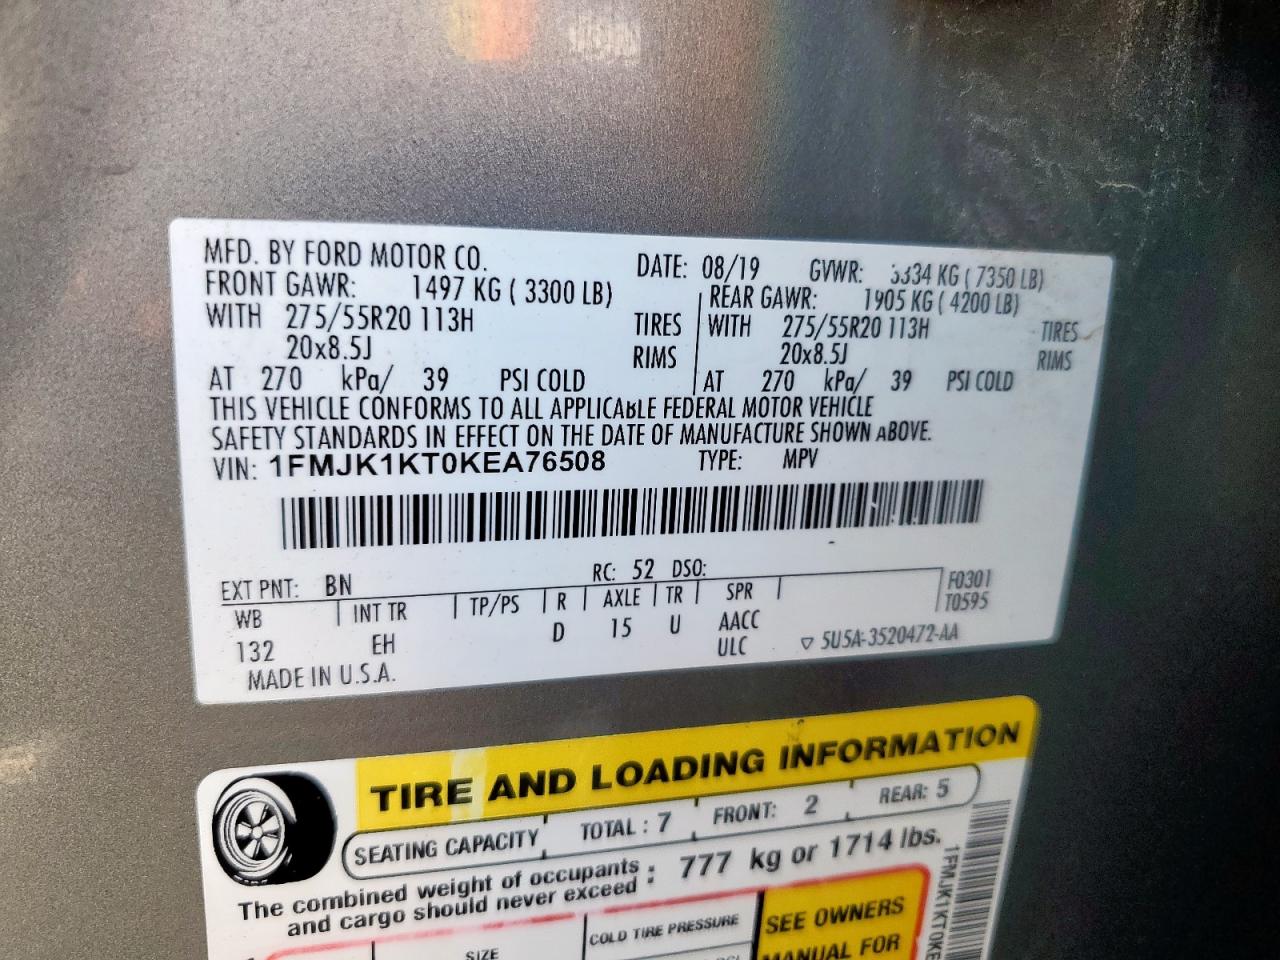 MFD. BY FORD MOTOR CO. DATE: 08/19 GVWR: 3334 KG ( 7350 LB)
FRONT GAWR: 1497 KG ( 3300 LB) REAR GAWR: 1905 KG ( 4200 LB)
WITH 275/55R20 113H TIRES WITH 275/55R20 113H TIRES
20x8.5J RIMS 20x8.5J RIMS
AT 270 kPa/ 39 PSI COLD AT 270 kPa/ 39 PSI COLD
THIS VEHICLE CONFORMS TO ALL APPLICABLE FEDERAL MOTOR VEHICLE
SAFETY STANDARDS IN EFFECT ON THE DATE OF MANUFACTURE SHOWN ABOVE.
VIN: 1FMJK1KT0KEA76508 TYPE: MPV
EXT PNT: BN RC: 52 DSO: F0301
WB INT TR TP/PS R AXLE TR SPR T0595
132 EH D 15 U AACC
ULC ▽ 5U5A-3520472-AA
MADE IN U.S.A.
TIRE AND LOADING INFORMATION
SEATING CAPACITY TOTAL : 7 FRONT: 2 REAR: 5
The combined weight of occupants and cargo should never exceed : 777 kg or 1714 lbs.
SIZE COLD TIRE PRESSURE SEE OWNERS
MANUAL FOR
1FMJK1KT0KE